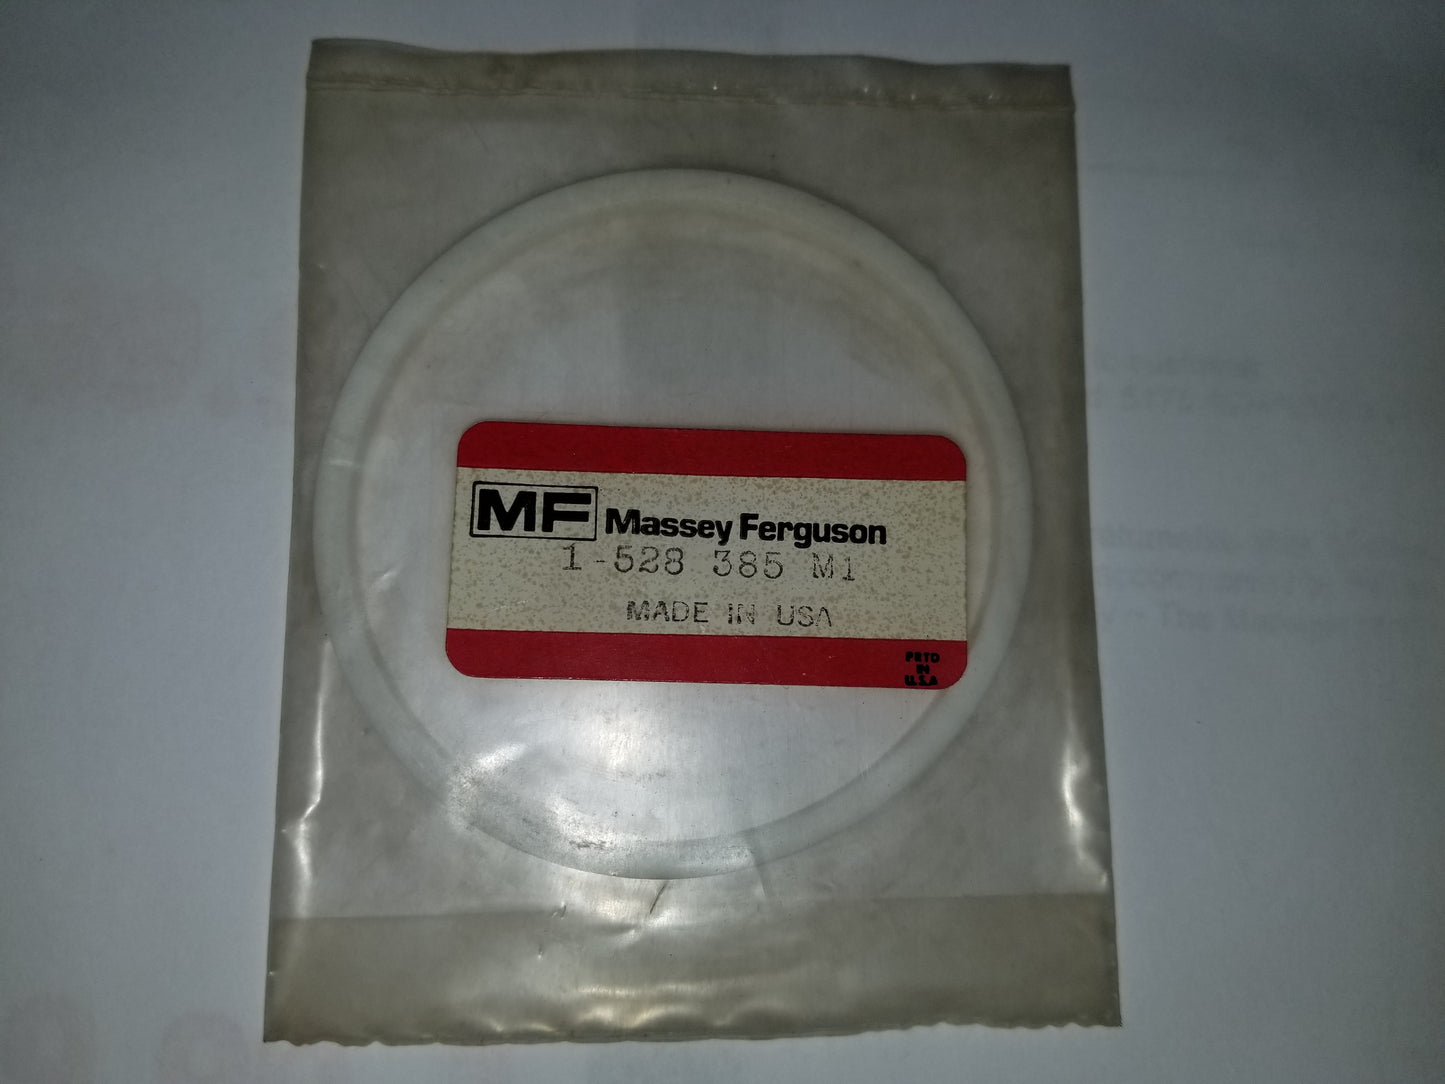 MF Massey Ferguson
1-528 385 M1
MADE IN USA
PRTD
IN
U.S.A